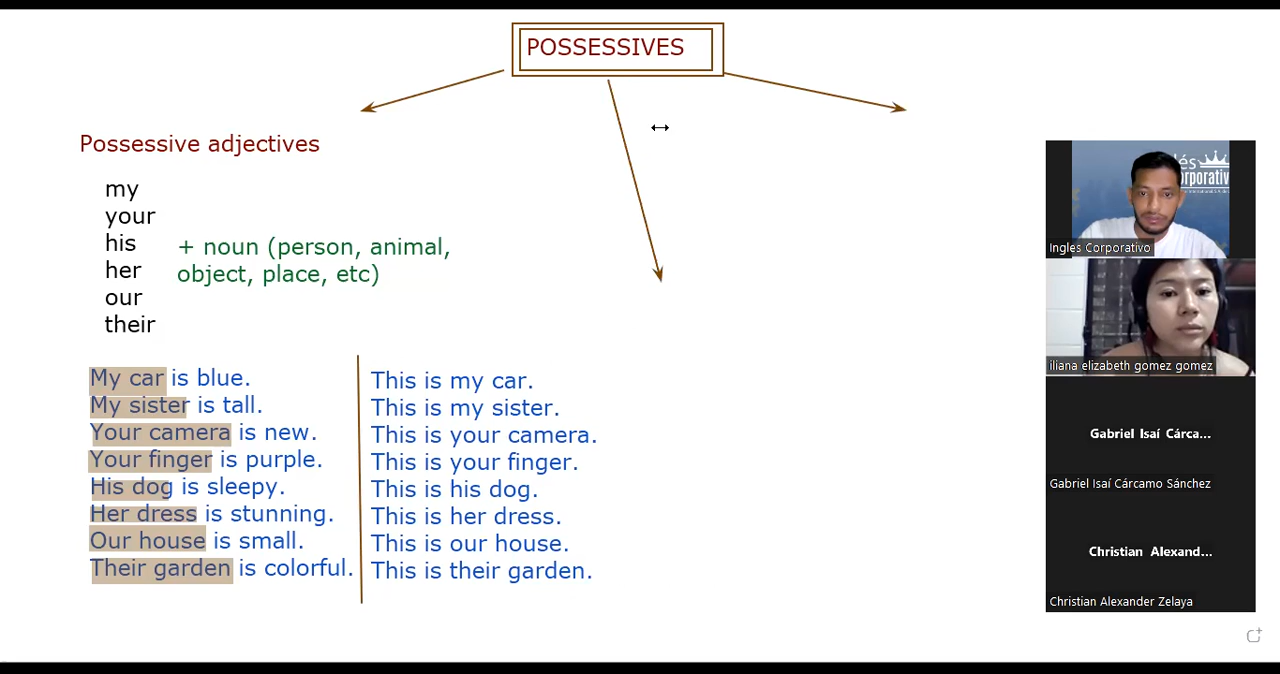 POSSESSIVES
Possessive adjectives
my
your
his
her
our
their
+ noun (person, animal,
object, place, etc)
My car is blue.
My sister is tall.
Your camera is new.
Your finger is purple.
His dog is sleepy.
Her dress is stunning.
Our house is small.
Their garden is colorful.
This is my car.
This is my sister.
This is your camera.
This is your finger.
This is his dog.
This is her dress.
This is our house.
This is their garden.
Ingles Corporativo
iliana elizabeth gomez gomez
Gabriel Isaí Cárca...
Gabriel Isaí Cárcamo Sánchez
Christian Alexand...
Christian Alexander Zelaya